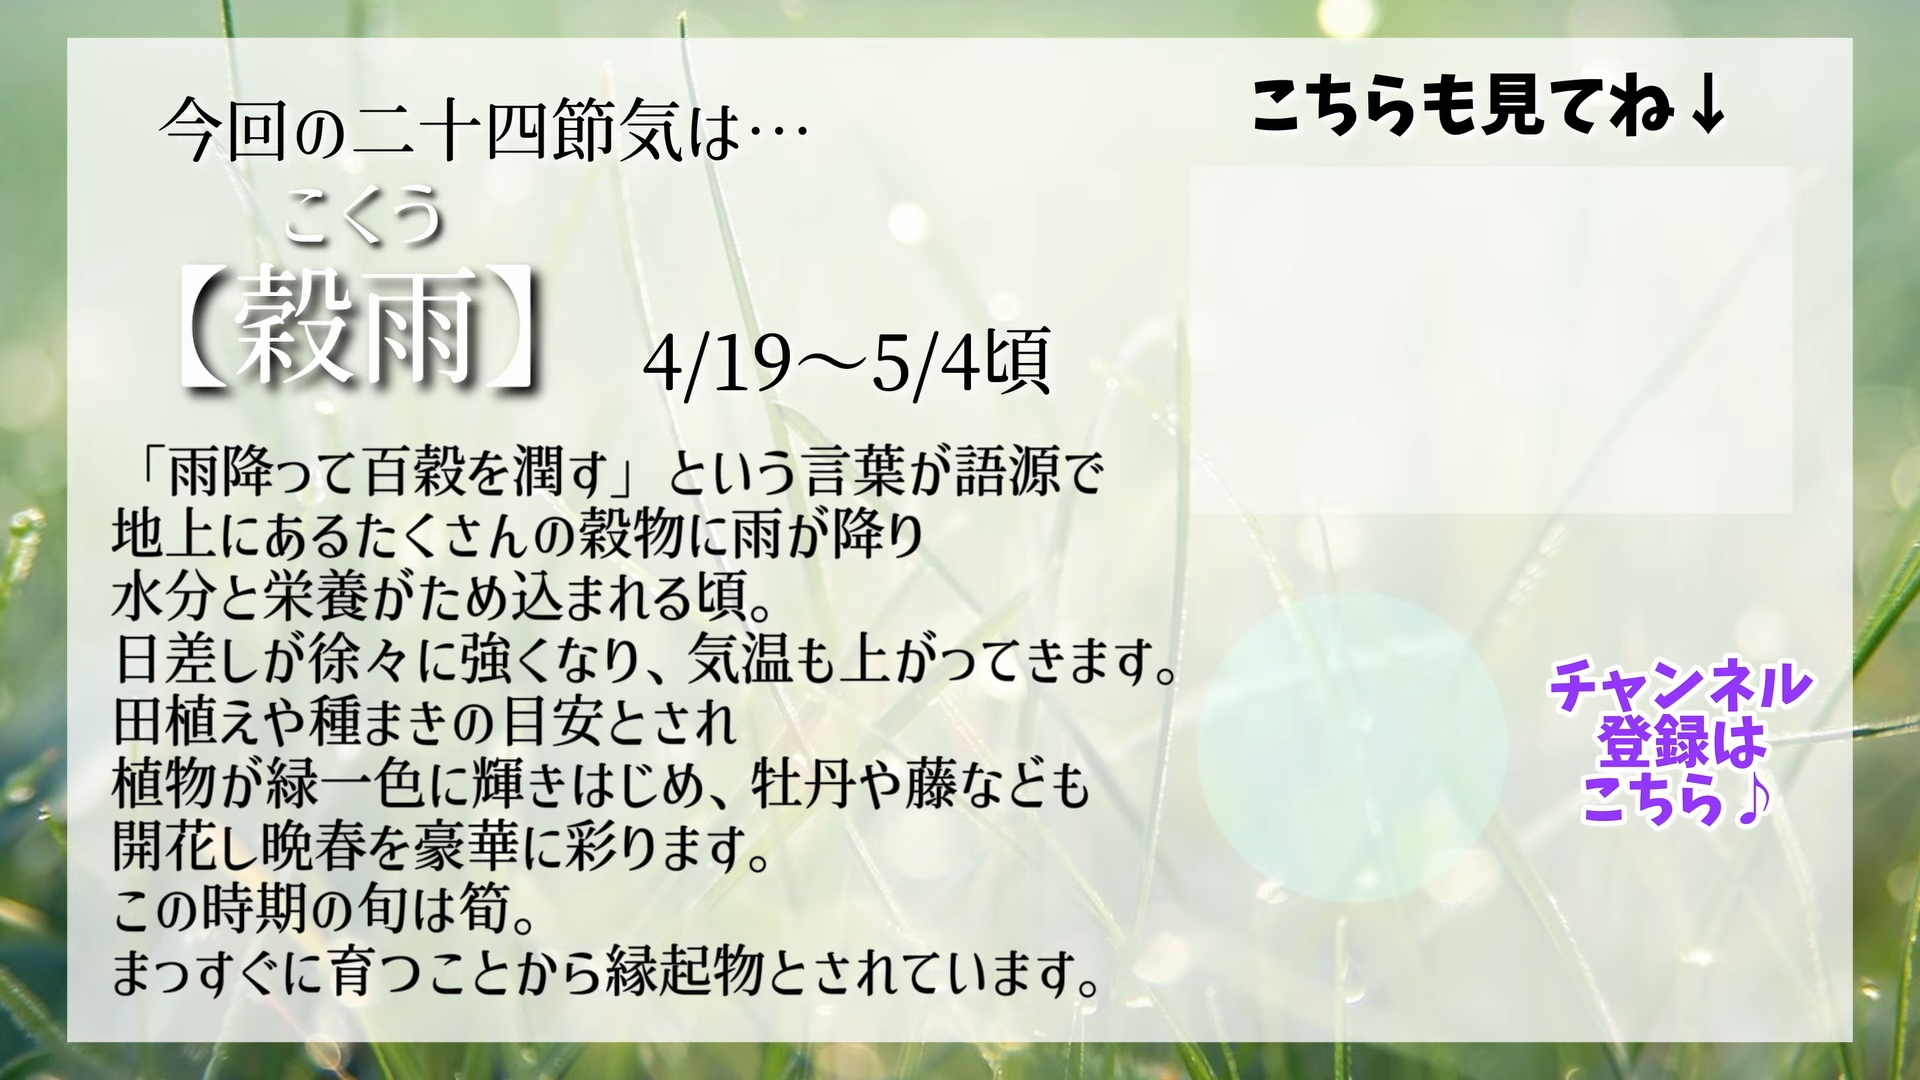 今回の二十四節気は…
こくう
【穀雨】
4/19～5/4頃
「雨降って百穀を潤す」という言葉が語源で
地上にあるたくさんの穀物に雨が降り
水分と栄養がため込まれる頃。
日差しが徐々に強くなり、気温も上がってきます。
田植えや種まきの目安とされ
植物が緑一色に輝きはじめ、牡丹や藤なども
開花し晩春を豪華に彩ります。
この時期の旬は筍。
まっすぐに育つことから縁起物とされています。
こちらも見てね↓
チャンネル
登録は
こちら♪